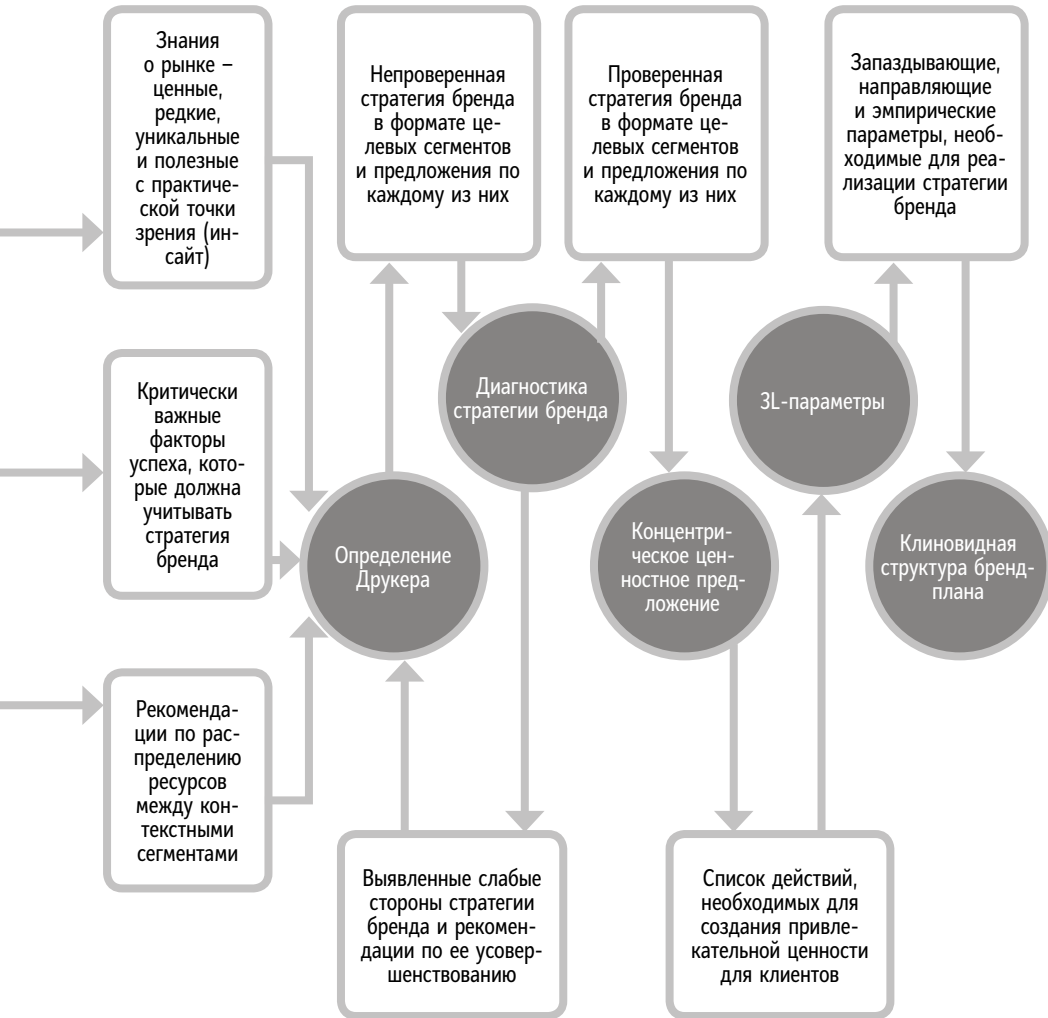 Знания
о рынке –
ценные,
редкие,
уникальные
и полезные
с практиче-
ской точки
зрения (ин-
сайт)
Непроверенная
стратегия бренда
в формате це-
левых сегментов
и предложения по
каждому из них
Проверенная
стратегия бренда
в формате це-
левых сегментов
и предложения по
каждому из них
Запаздывающие,
направляющие
и эмпирические
параметры, необ-
ходимые для реа-
лизации стратегии
бренда
Критически
важные
факторы
успеха, кото-
рые должна
учитывать
стратегия
бренда
Диагностика
стратегии бренда
3L-параметры
Определение
Друкера
Концентри-
ческое цен-
ностное пред-
ложение
Клиновидная
структура бренд-
плана
Рекоменда-
ции по рас-
пределению
ресурсов
между кон-
текстными
сегментами
Выявленные слабые
стороны стратегии
бренда и рекомен-
дации по ее усовер-
шенствованию
Список действий,
необходимых для
создания привле-
кательной ценности
для клиентов